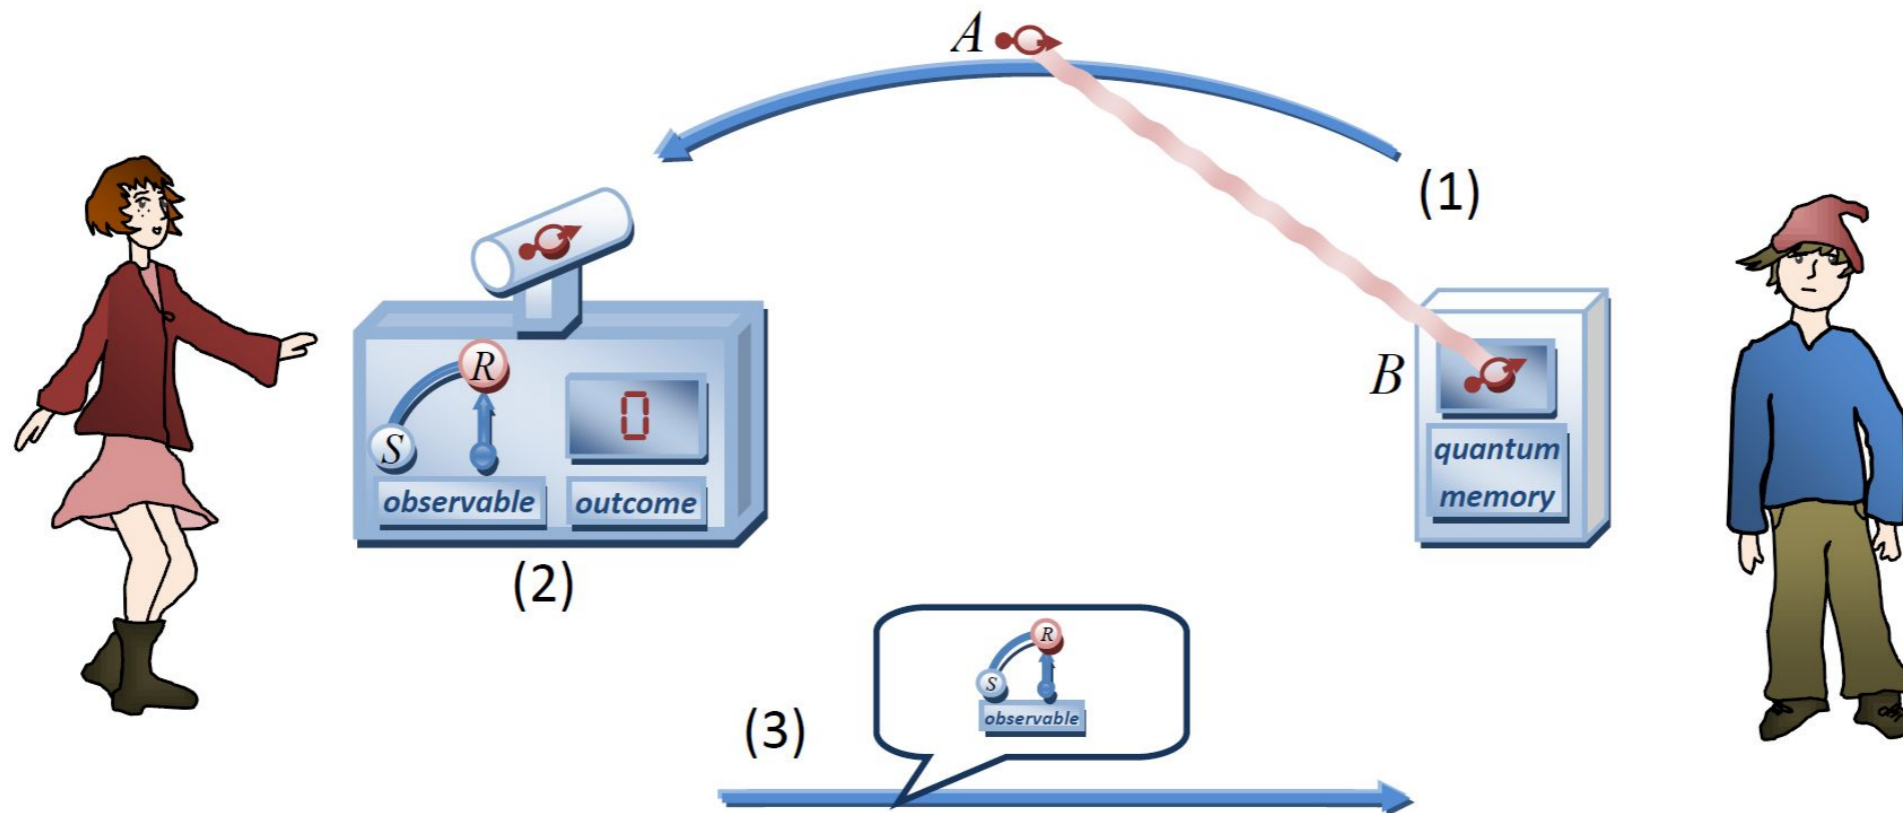 A
(1)
R
S
0
observable
outcome
(2)
B
quantum
memory
(3)
R
S
observable